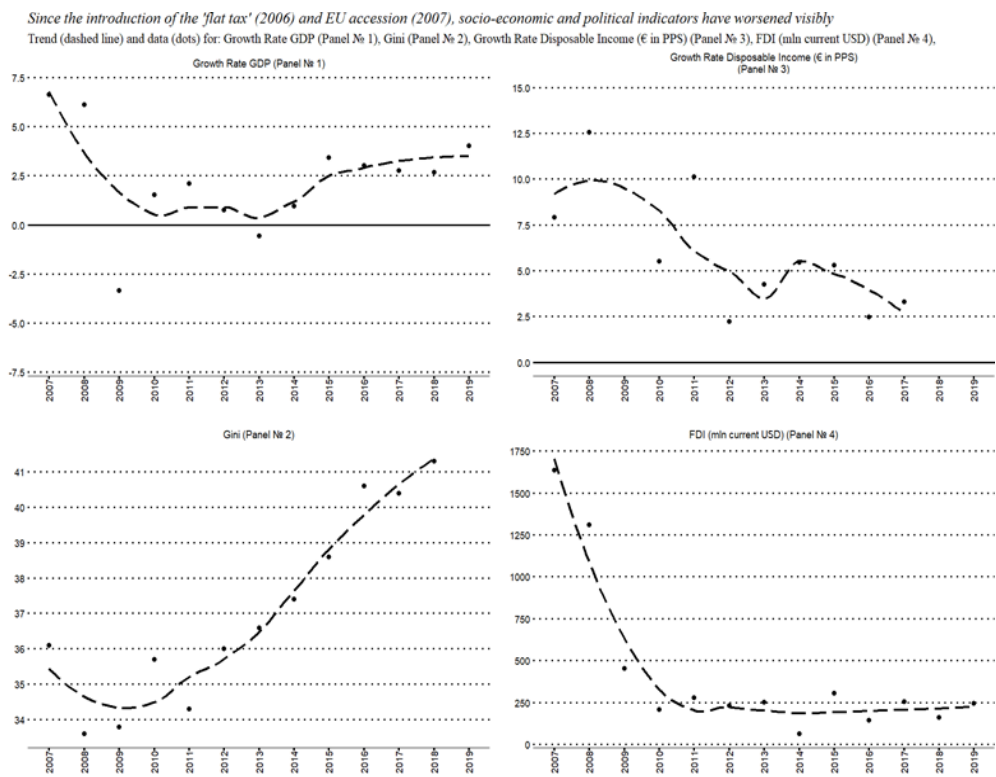 Since the introduction of the 'flat tax' (2006) and EU accession (2007), socio-economic and political indicators have worsened visibly
Trend (dashed line) and data (dots) for: Growth Rate GDP (Panel № 1), Gini (Panel № 2), Growth Rate Disposable Income (€ in PPS) (Panel № 3), FDI (mln current USD) (Panel № 4),
Growth Rate GDP (Panel № 1)
7.5
5.0
2.5
0.0
-2.5
-5.0
-7.5
2007 2008 2009 2010 2011 2012 2013 2014 2015 2016 2017 2018 2019
Growth Rate Disposable Income (€ in PPS)
(Panel № 3)
15.0
12.5
10.0
7.5
5.0
2.5
0.0
2007 2008 2009 2010 2011 2012 2013 2014 2015 2016 2017 2018 2019
Gini (Panel № 2)
41
40
39
38
37
36
35
34
2007 2008 2009 2010 2011 2012 2013 2014 2015 2016 2017 2018 2019
FDI (mln current USD) (Panel № 4)
1750
1500
1250
1000
750
500
250
0
2007 2008 2009 2010 2011 2012 2013 2014 2015 2016 2017 2018 2019